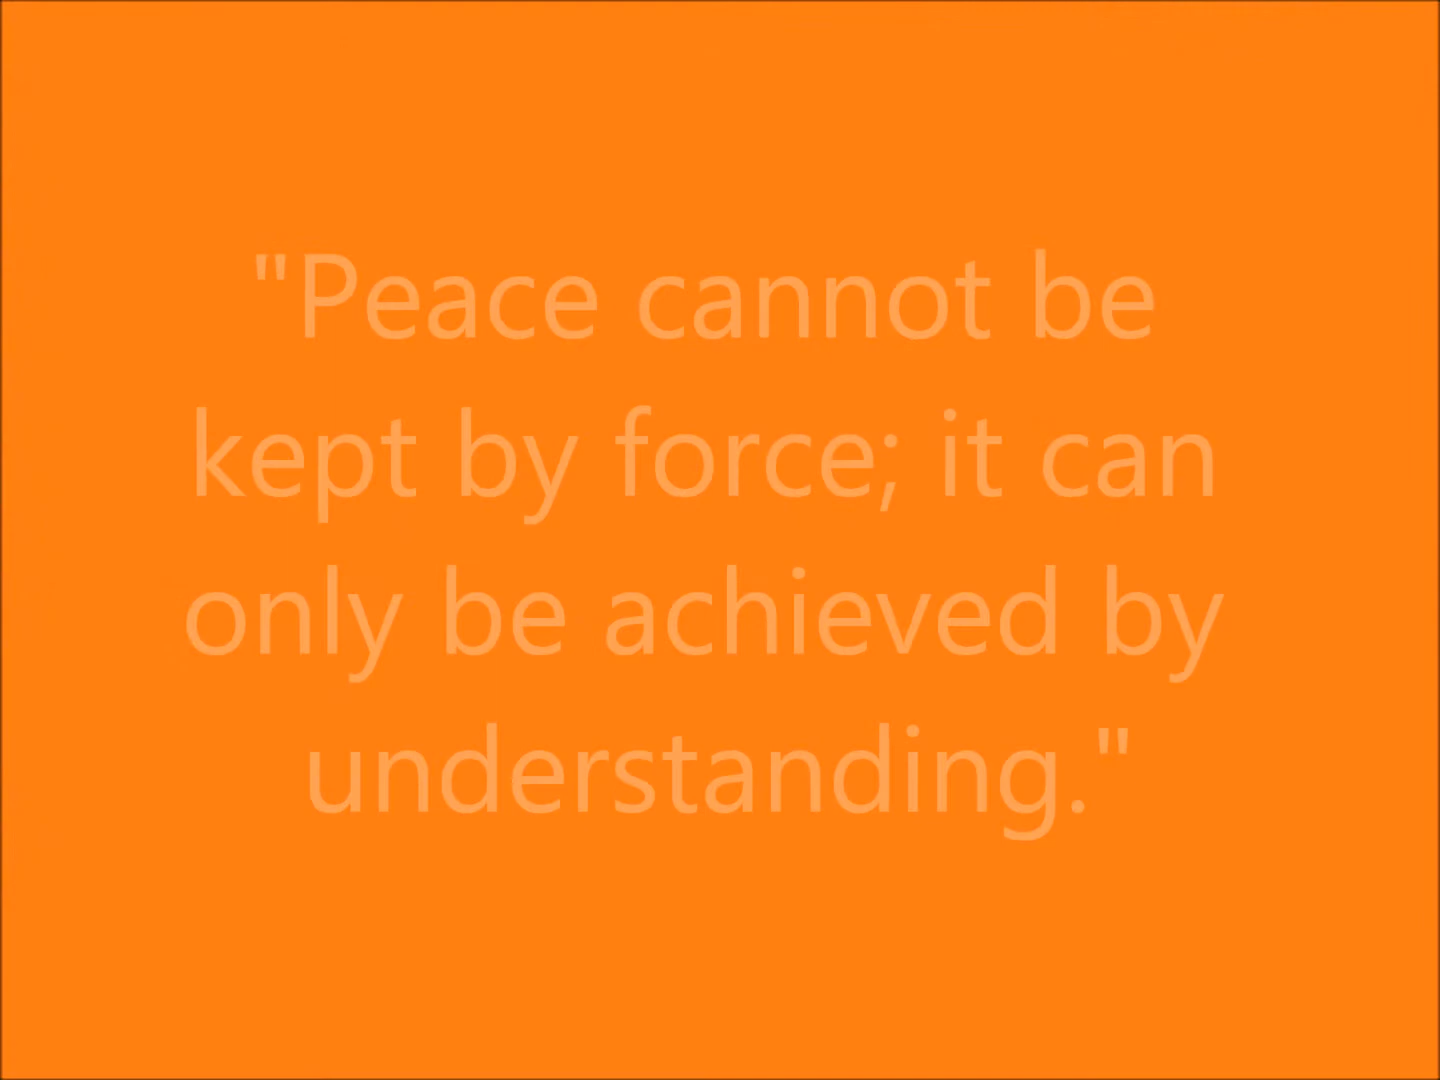 "Peace cannot be
kept by force; it can
only be achieved by
understanding."